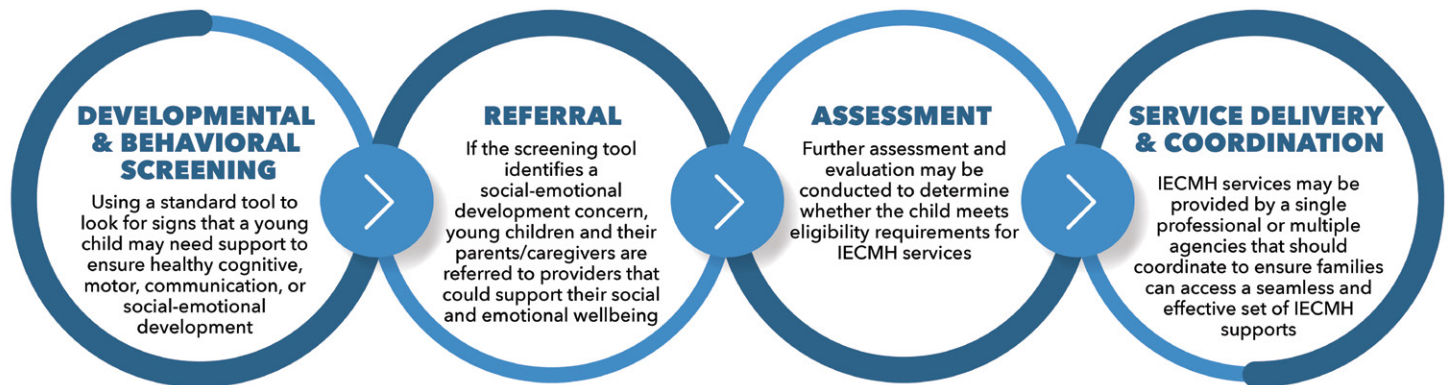 DEVELOPMENTAL
& BEHAVIORAL
SCREENING
Using a standard tool to
look for signs that a young
child may need support to
ensure healthy cognitive,
motor, communication, or
social-emotional
development
REFERRAL
If the screening tool
identifies a
social-emotional
development concern,
young children and their
parents/caregivers are
referred to providers that
could support their social
and emotional wellbeing
ASSESSMENT
Further assessment and
evaluation may be
conducted to determine
whether the child meets
eligibility requirements for
IECMH services
SERVICE DELIVERY
& COORDINATION
IECMH services may be
provided by a single
professional or multiple
agencies that should
coordinate to ensure families
can access a seamless and
effective set of IECMH
supports